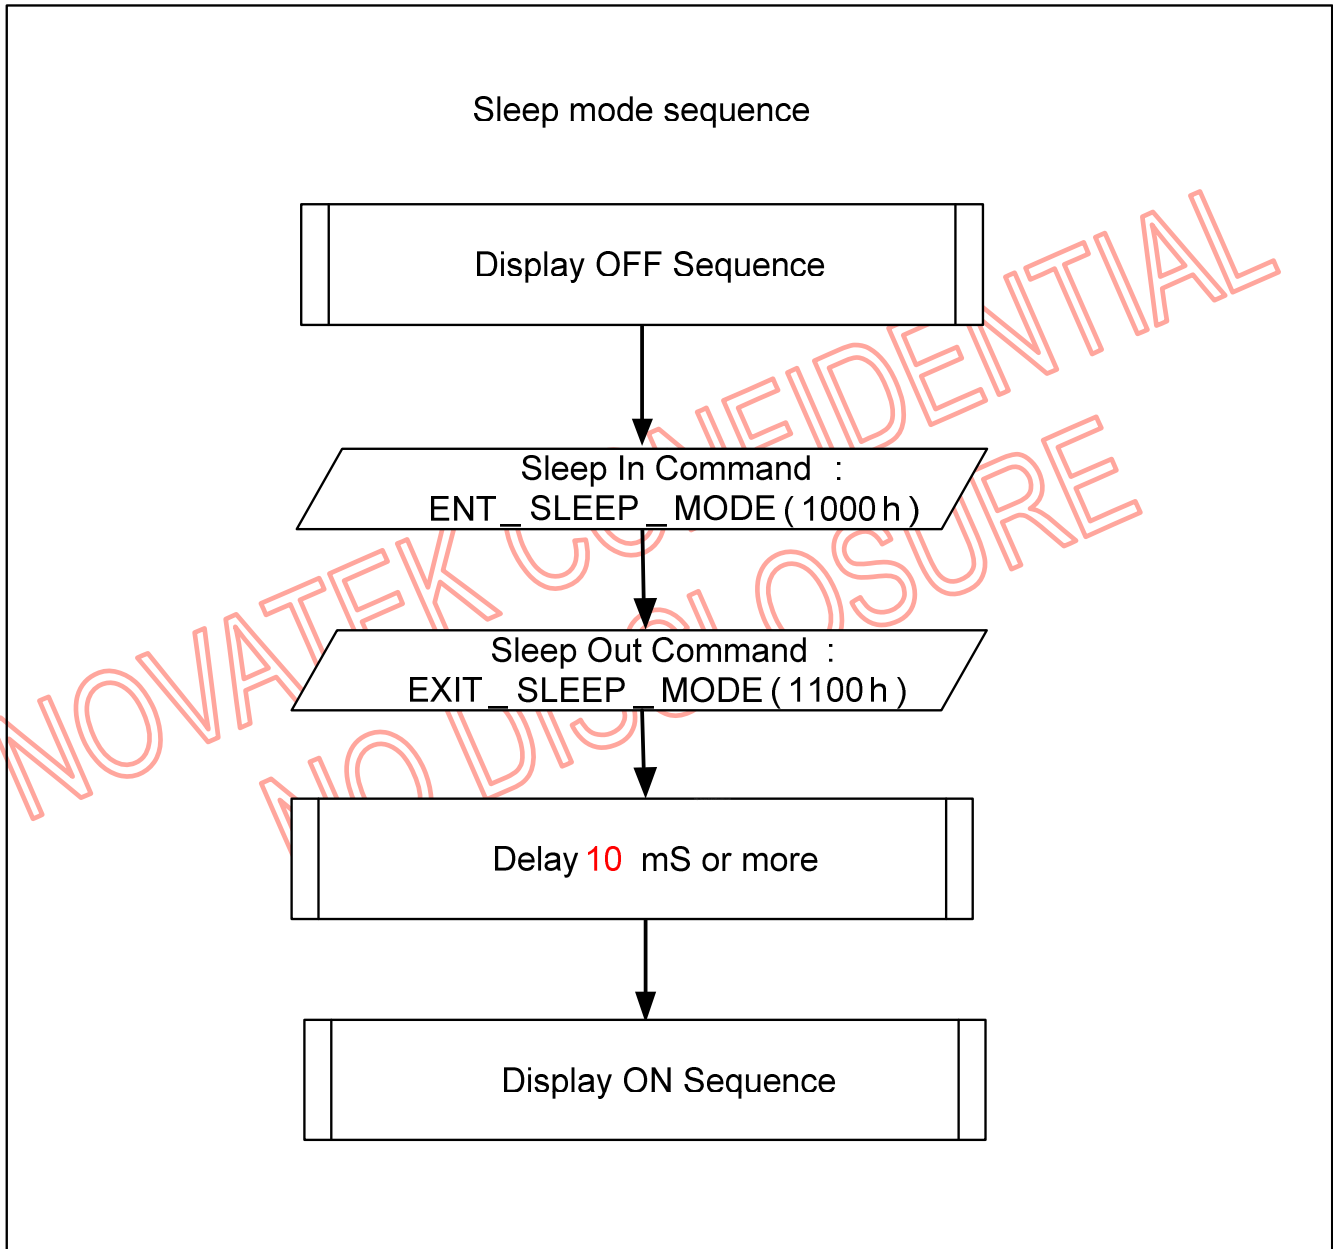 Sleep mode sequence
Display OFF Sequence
Sleep In Command :
ENT_SLEEP_MODE(1000h)
Sleep Out Command :
EXIT_SLEEP_MODE(1100h)
Delay 10 mS or more
Display ON Sequence
NOVATEK CONFIDENTIAL
NO DISCLOSURE